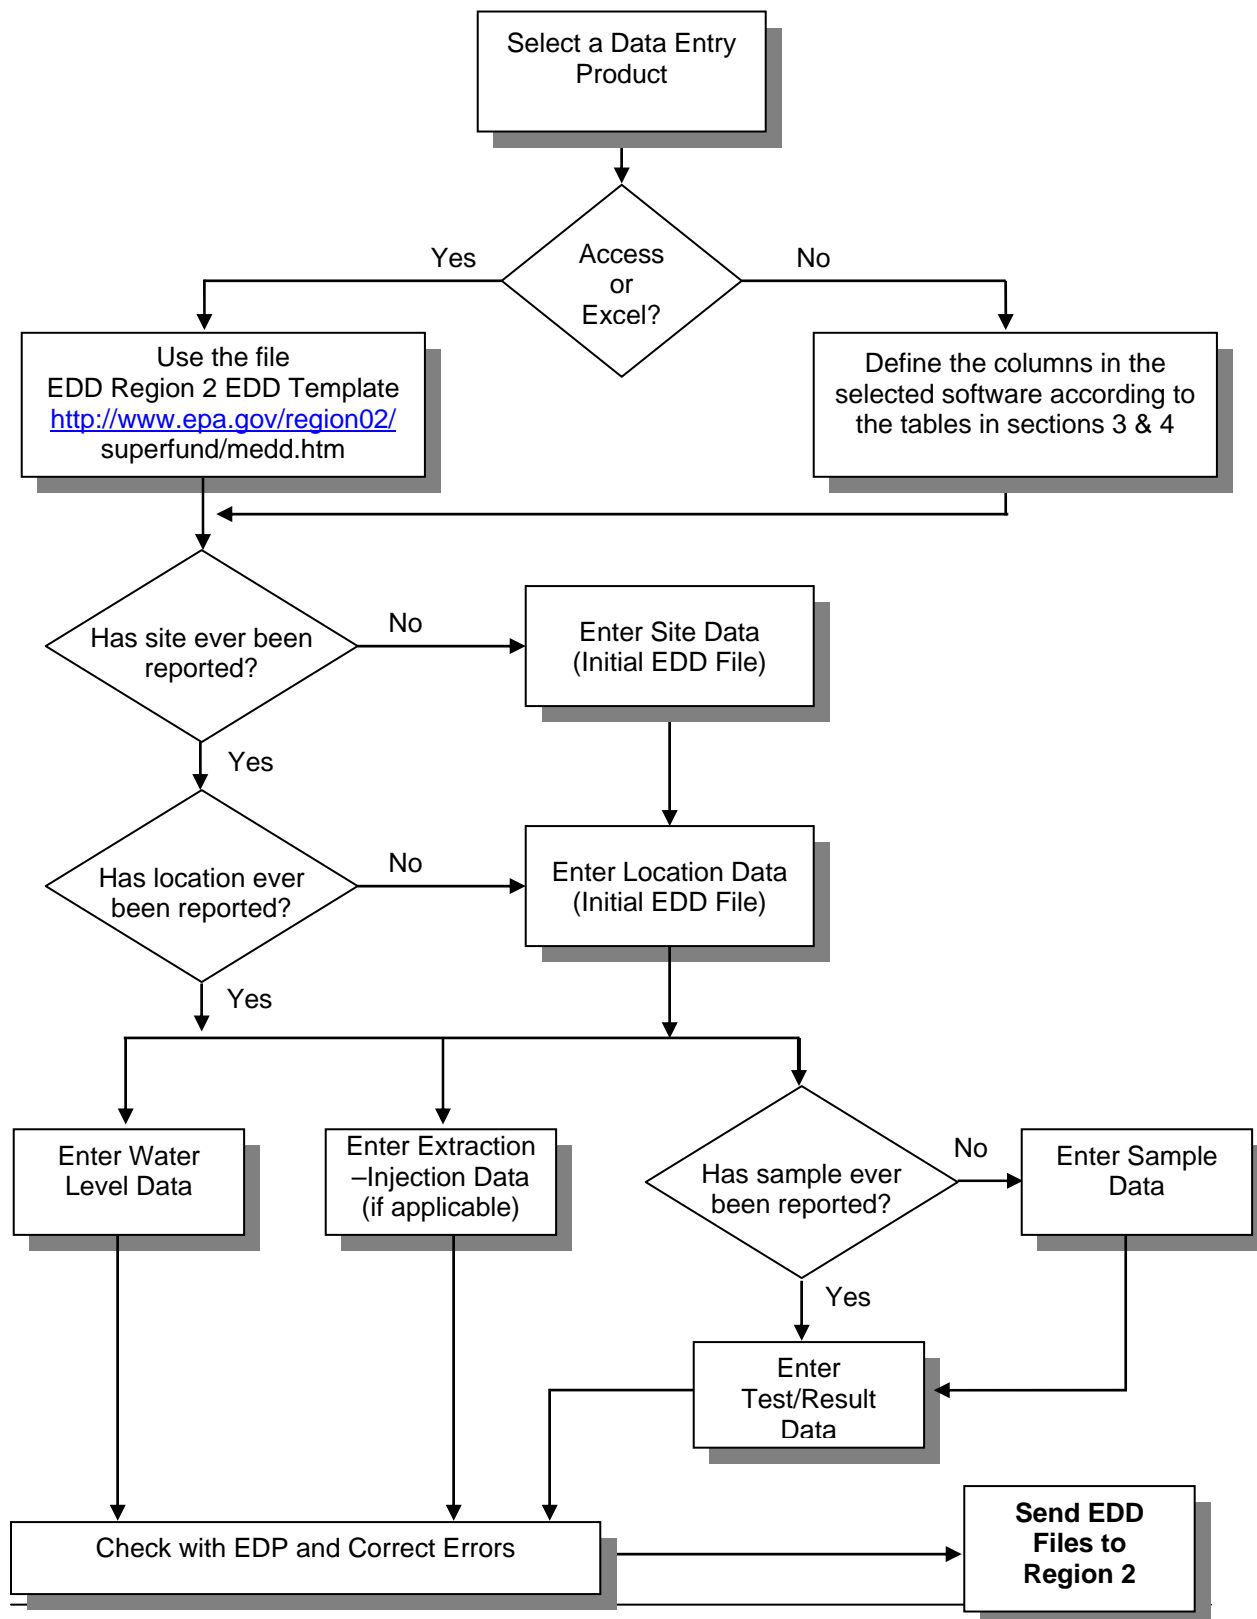 Select a Data Entry
Product
Access
or
Excel?
Yes
No
Use the file
EDD Region 2 EDD Template
http://www.epa.gov/region02/
superfund/medd.htm
Define the columns in the
selected software according to
the tables in sections 3 & 4
Has site ever been
reported?
No
Enter Site Data
(Initial EDD File)
Yes
Has location ever
been reported?
No
Enter Location Data
(Initial EDD File)
Yes
Enter Water
Level Data
Enter Extraction
–Injection Data
(if applicable)
Has sample ever
been reported?
No
Enter Sample
Data
Yes
Enter
Test/Result
Data
Check with EDP and Correct Errors
Send EDD
Files to
Region 2